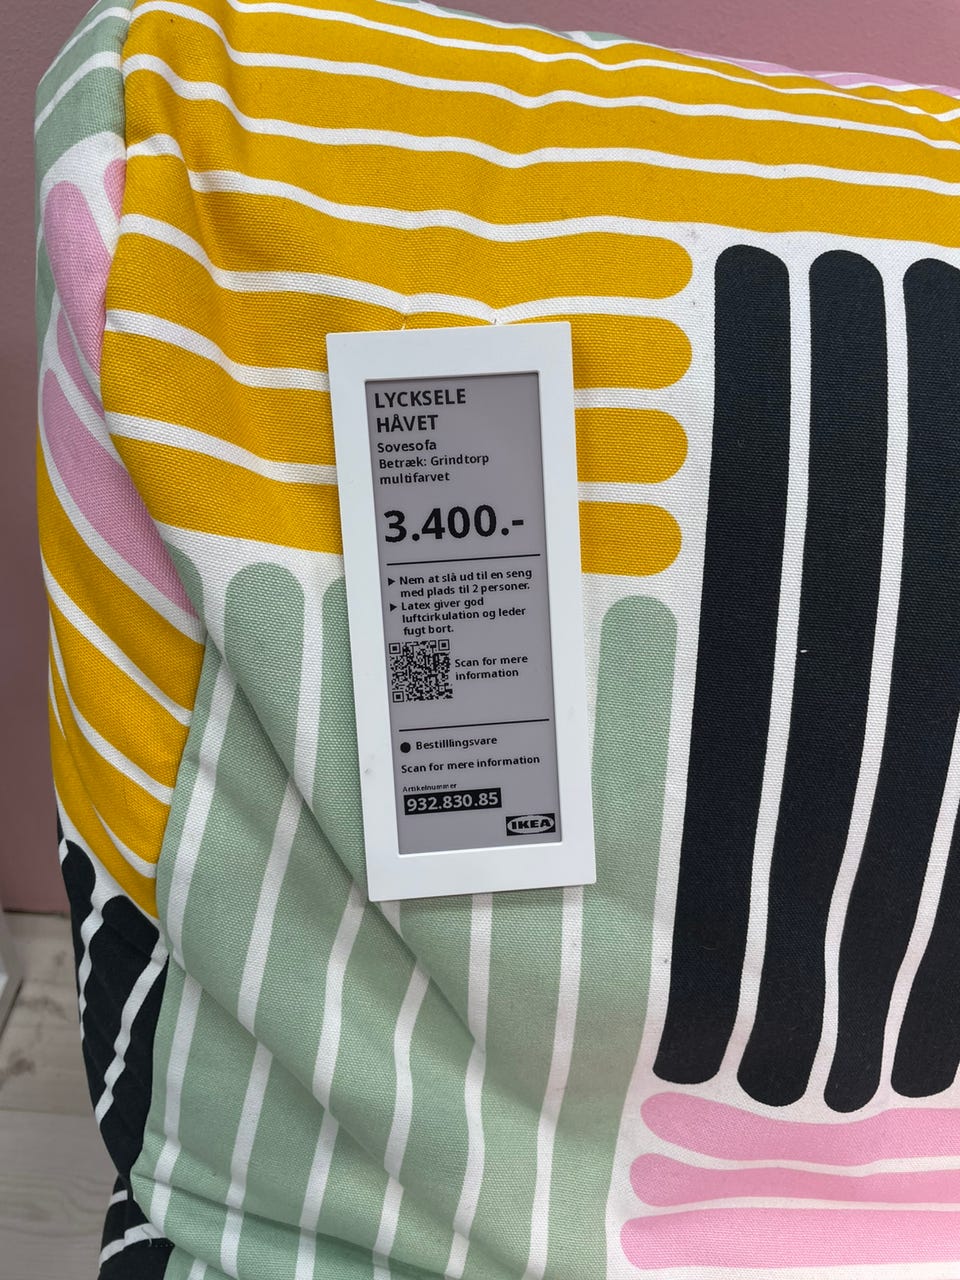 LYCKSELE
HÅVET
Sovesofa
Betræk: Grindtorp
multifarvet
3.400.-
▶ Nem at slå ud til en seng
med plads til 2 personer.
▶ Latex giver god
luftcirkulation og leder
fugt bort.
Scan for mere
information
● Bestilllingsvare
Scan for mere information
Artikelnummer
932.830.85
IKEA